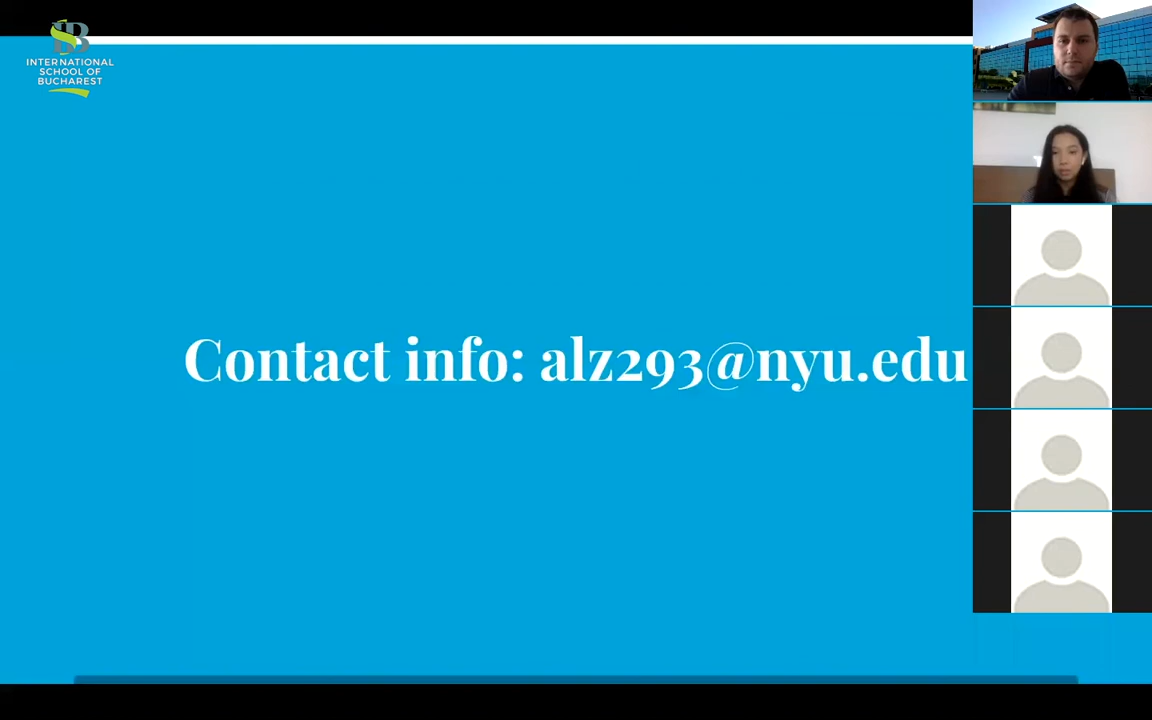 INTERNATIONAL
SCHOOL OF
BUCHAREST
Contact info: alz293@nyu.edu